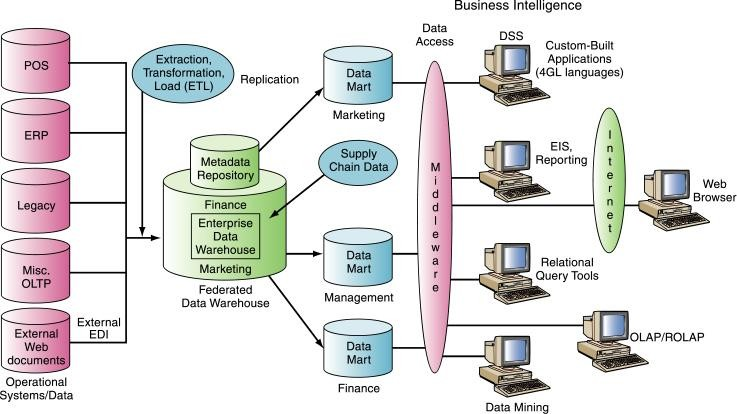 Business Intelligence
POS
ERP
Legacy
Misc.
OLTP
External
Web
documents
External
EDI
Operational
Systems/Data
Extraction,
Transformation,
Load (ETL)
Replication
Metadata
Repository
Finance
Enterprise
Data
Warehouse
Marketing
Federated
Data Warehouse
Supply
Chain Data
Data
Mart
Marketing
Data
Mart
Management
Data
Mart
Finance
Data
Access
Middleware
DSS
Custom-Built
Applications
(4GL languages)
EIS,
Reporting
Internet
Web
Browser
Relational
Query Tools
OLAP/ROLAP
Data Mining